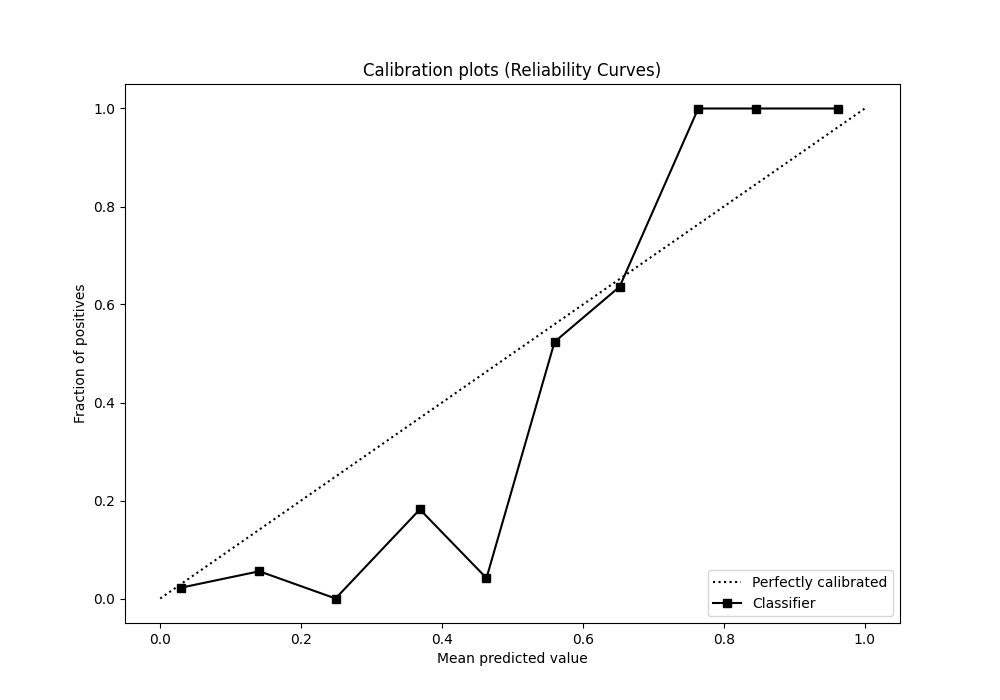 Calibration plots (Reliability Curves)
Fraction of positives
1.0
0.8
0.6
0.4
0.2
0.0
Perfectly calibrated
Classifier
0.0 0.2 0.4 0.6 0.8 1.0
Mean predicted value